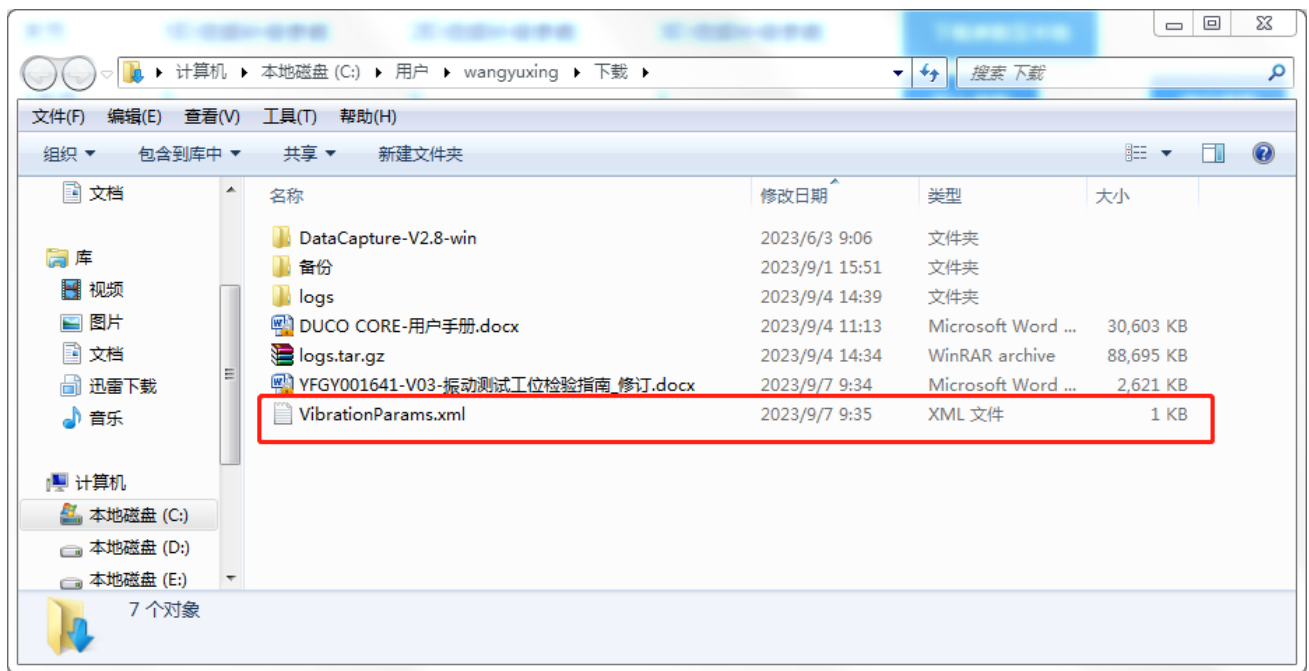 计算机 本地磁盘 (C:) 用户 wangyuxing 下载
搜索 下载
文件(F) 编辑(E) 查看(V) 工具(T) 帮助(H)
组织 包含到库中 共享 新建文件夹
文档
库
视频
图片
文档
迅雷下载
音乐
计算机
本地磁盘 (C:)
本地磁盘 (D:)
本地磁盘 (E:)
名称 修改日期 类型 大小
DataCapture-V2.8-win 2023/6/3 9:06 文件夹
备份 2023/9/1 15:51 文件夹
logs 2023/9/4 14:39 文件夹
DUCO CORE-用户手册.docx 2023/9/4 11:13 Microsoft Word ... 30,603 KB
logs.tar.gz 2023/9/4 14:34 WinRAR archive 88,695 KB
YFGY001641-V03-振动测试工位检验指南_修订.docx 2023/9/7 9:34 Microsoft Word ... 2,621 KB
VibrationParams.xml 2023/9/7 9:35 XML 文件 1 KB
7 个对象